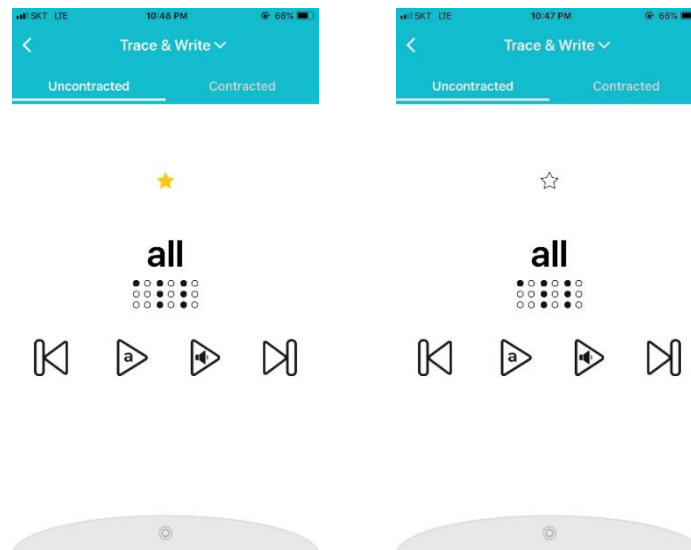 SKT LTE 10:48 PM 66%
Trace & Write
Uncontracted Contracted
all
a
SKT LTE 10:47 PM 66%
Trace & Write
Uncontracted Contracted
all
a